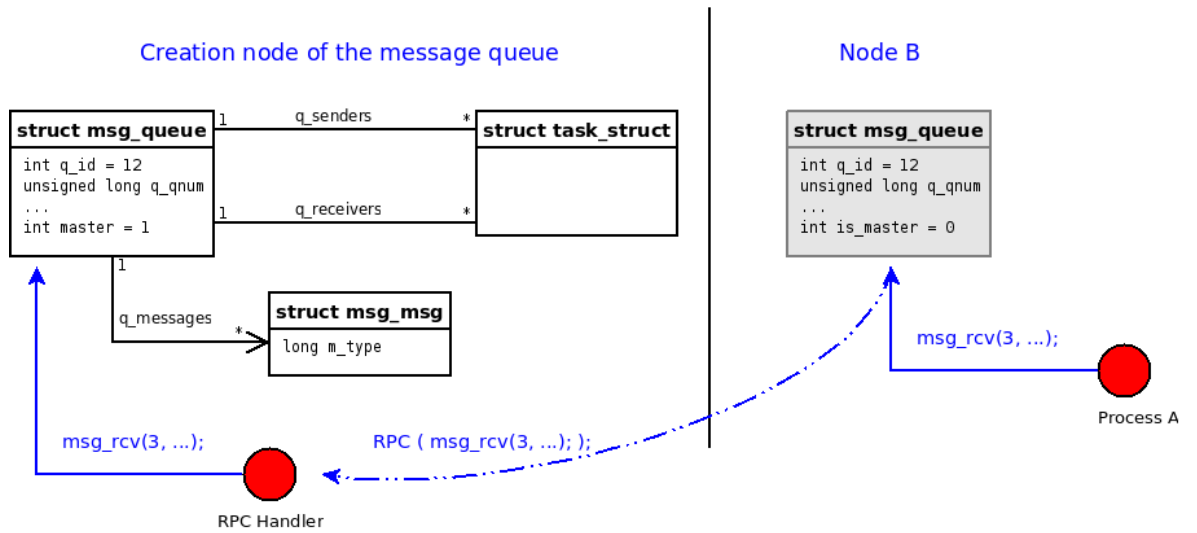 Creation node of the message queue
Node B
struct msg_queue
int q_id = 12
unsigned long q_qnum
...
int master = 1
1
q_senders
*
1
q_receivers
*
struct task_struct
1
q_messages
*
struct msg_msg
long m_type
struct msg_queue
int q_id = 12
unsigned long q_qnum
...
int is_master = 0
msg_rcv(3, ...);
Process A
msg_rcv(3, ...);
RPC ( msg_rcv(3, ...); );
RPC Handler